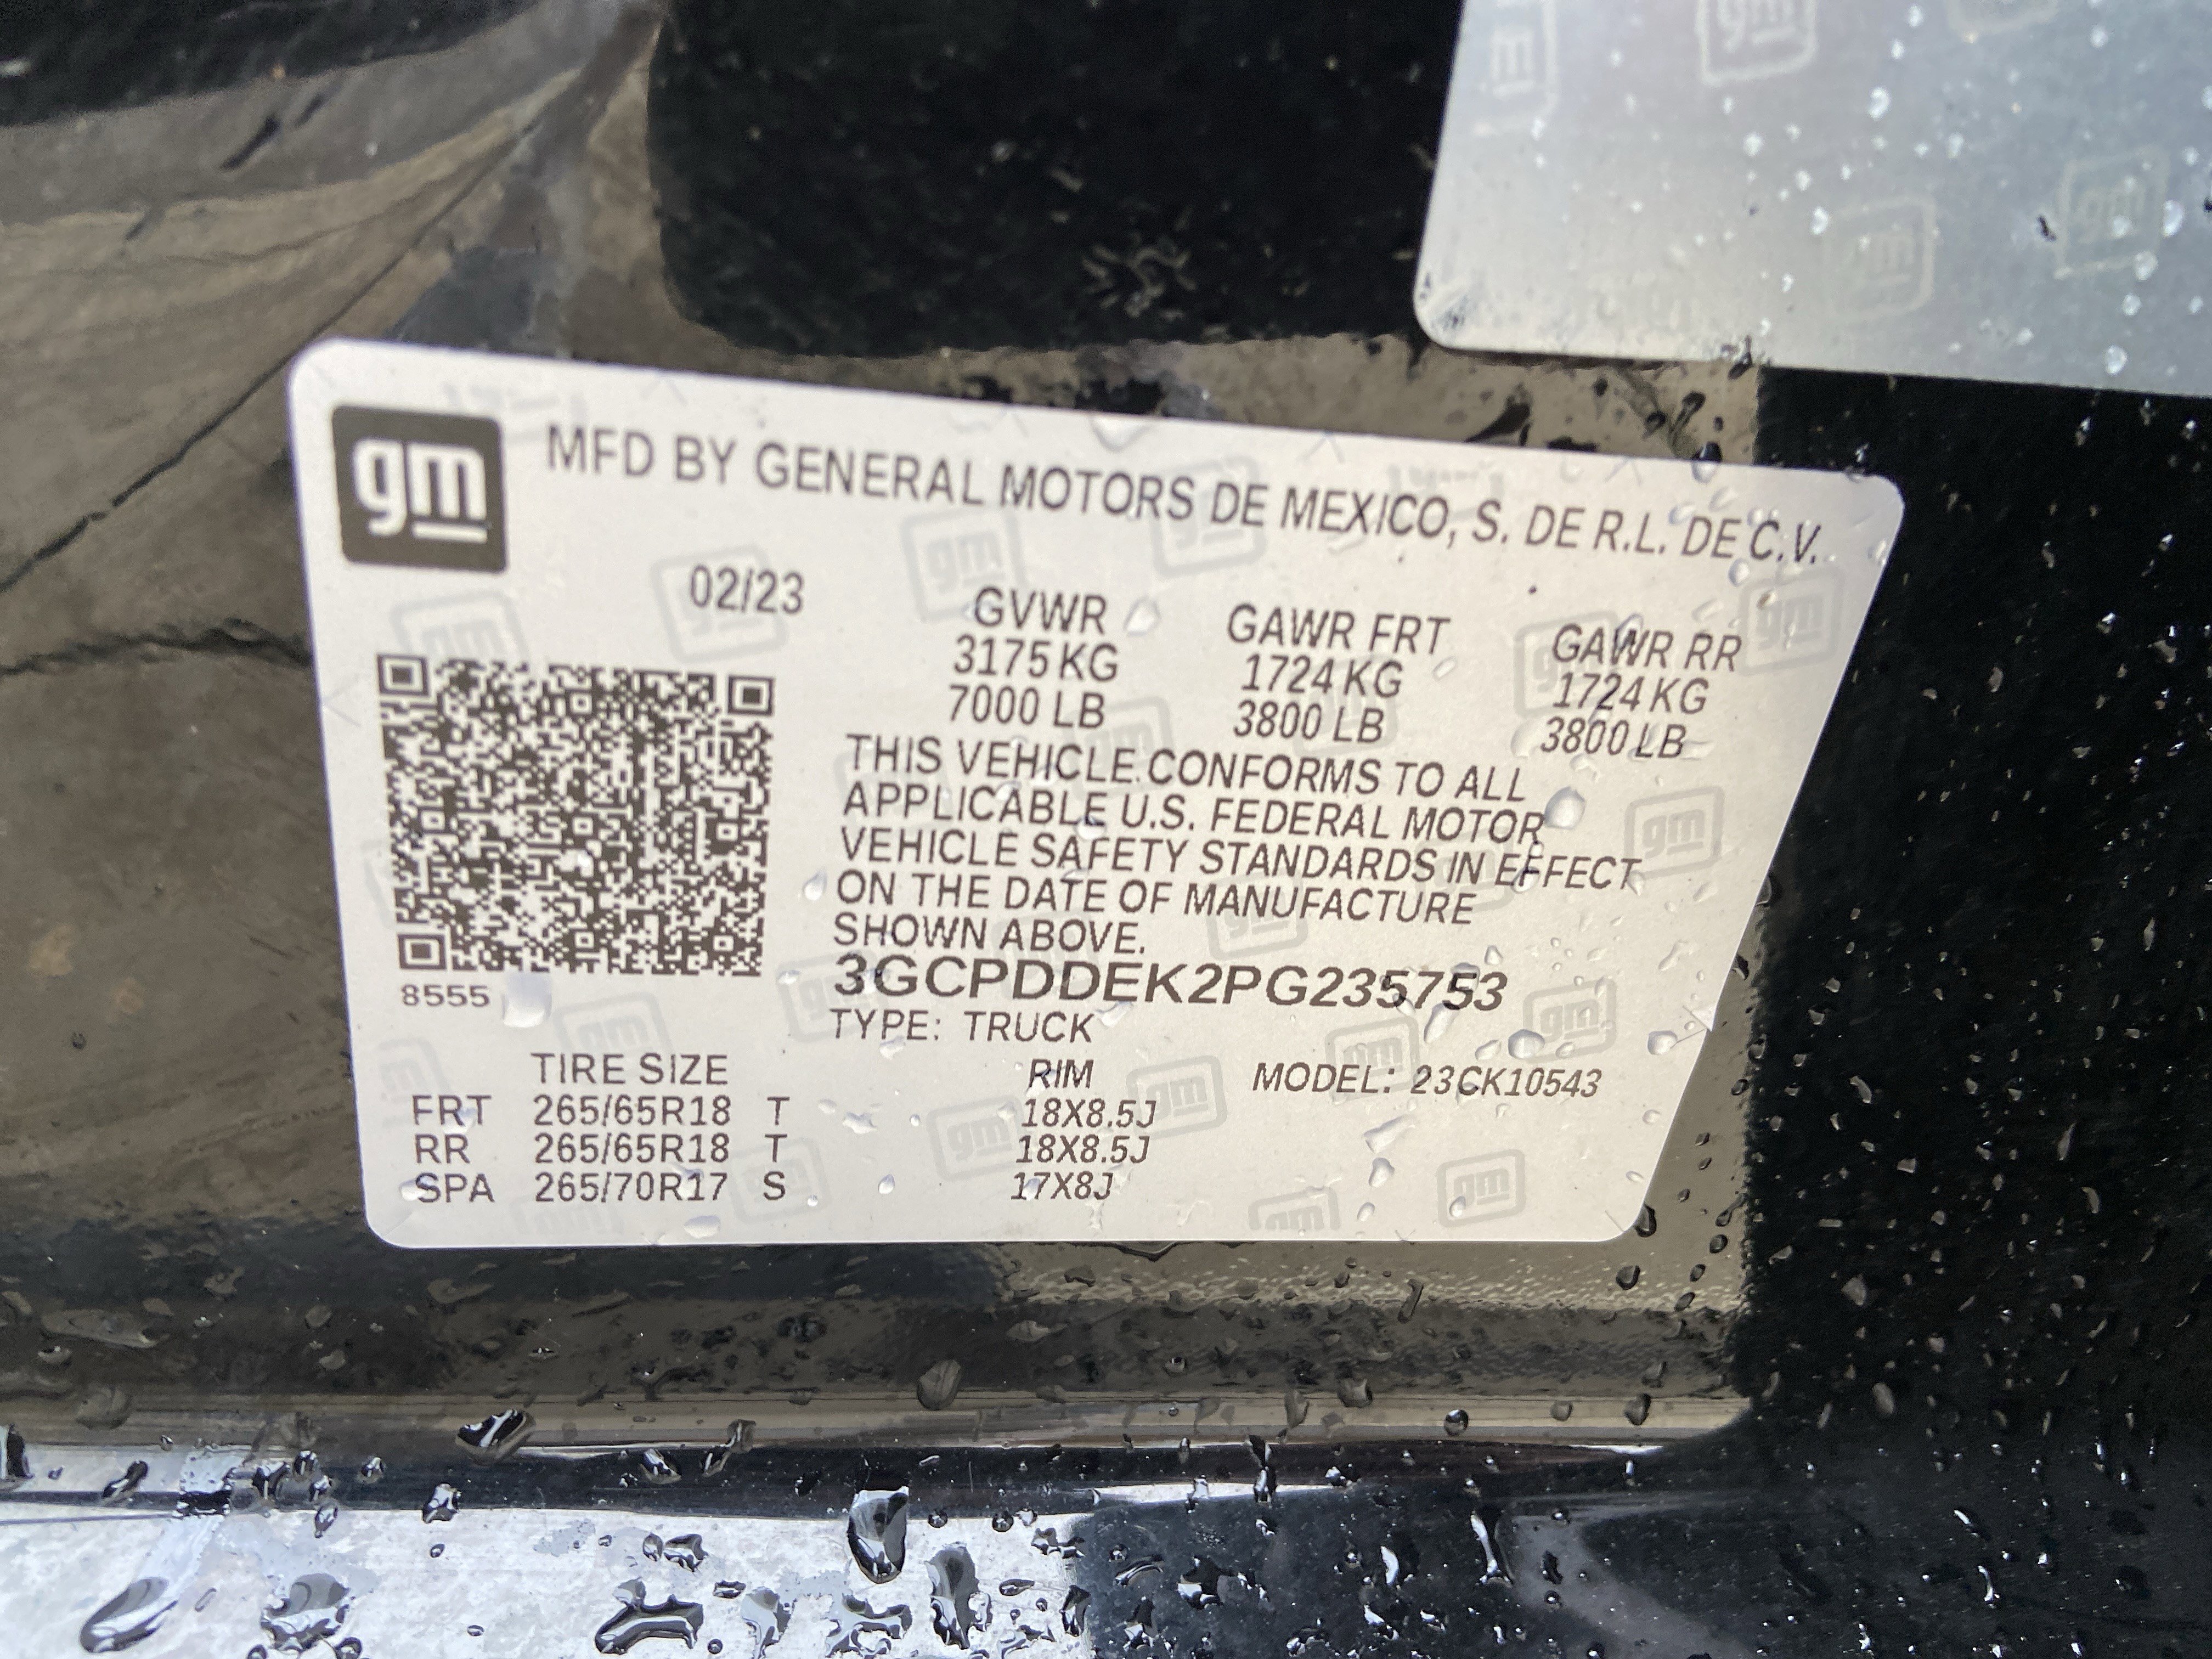 gm MFD BY GENERAL MOTORS DE MEXICO, S. DE R.L. DE C.V.
02/23
GVWR GAWR FRT GAWR RR
3175 KG 1724 KG 1724 KG
7000 LB 3800 LB 3800 LB
THIS VEHICLE CONFORMS TO ALL
APPLICABLE U.S. FEDERAL MOTOR
VEHICLE SAFETY STANDARDS IN EFFECT
ON THE DATE OF MANUFACTURE
SHOWN ABOVE.
3GCPDDEK2PG235753
8555
TYPE: TRUCK
TIRE SIZE RIM MODEL: 23CK10543
FRT 265/65R18 T 18X8.5J
RR 265/65R18 T 18X8.5J
SPA 265/70R17 S 17X8J